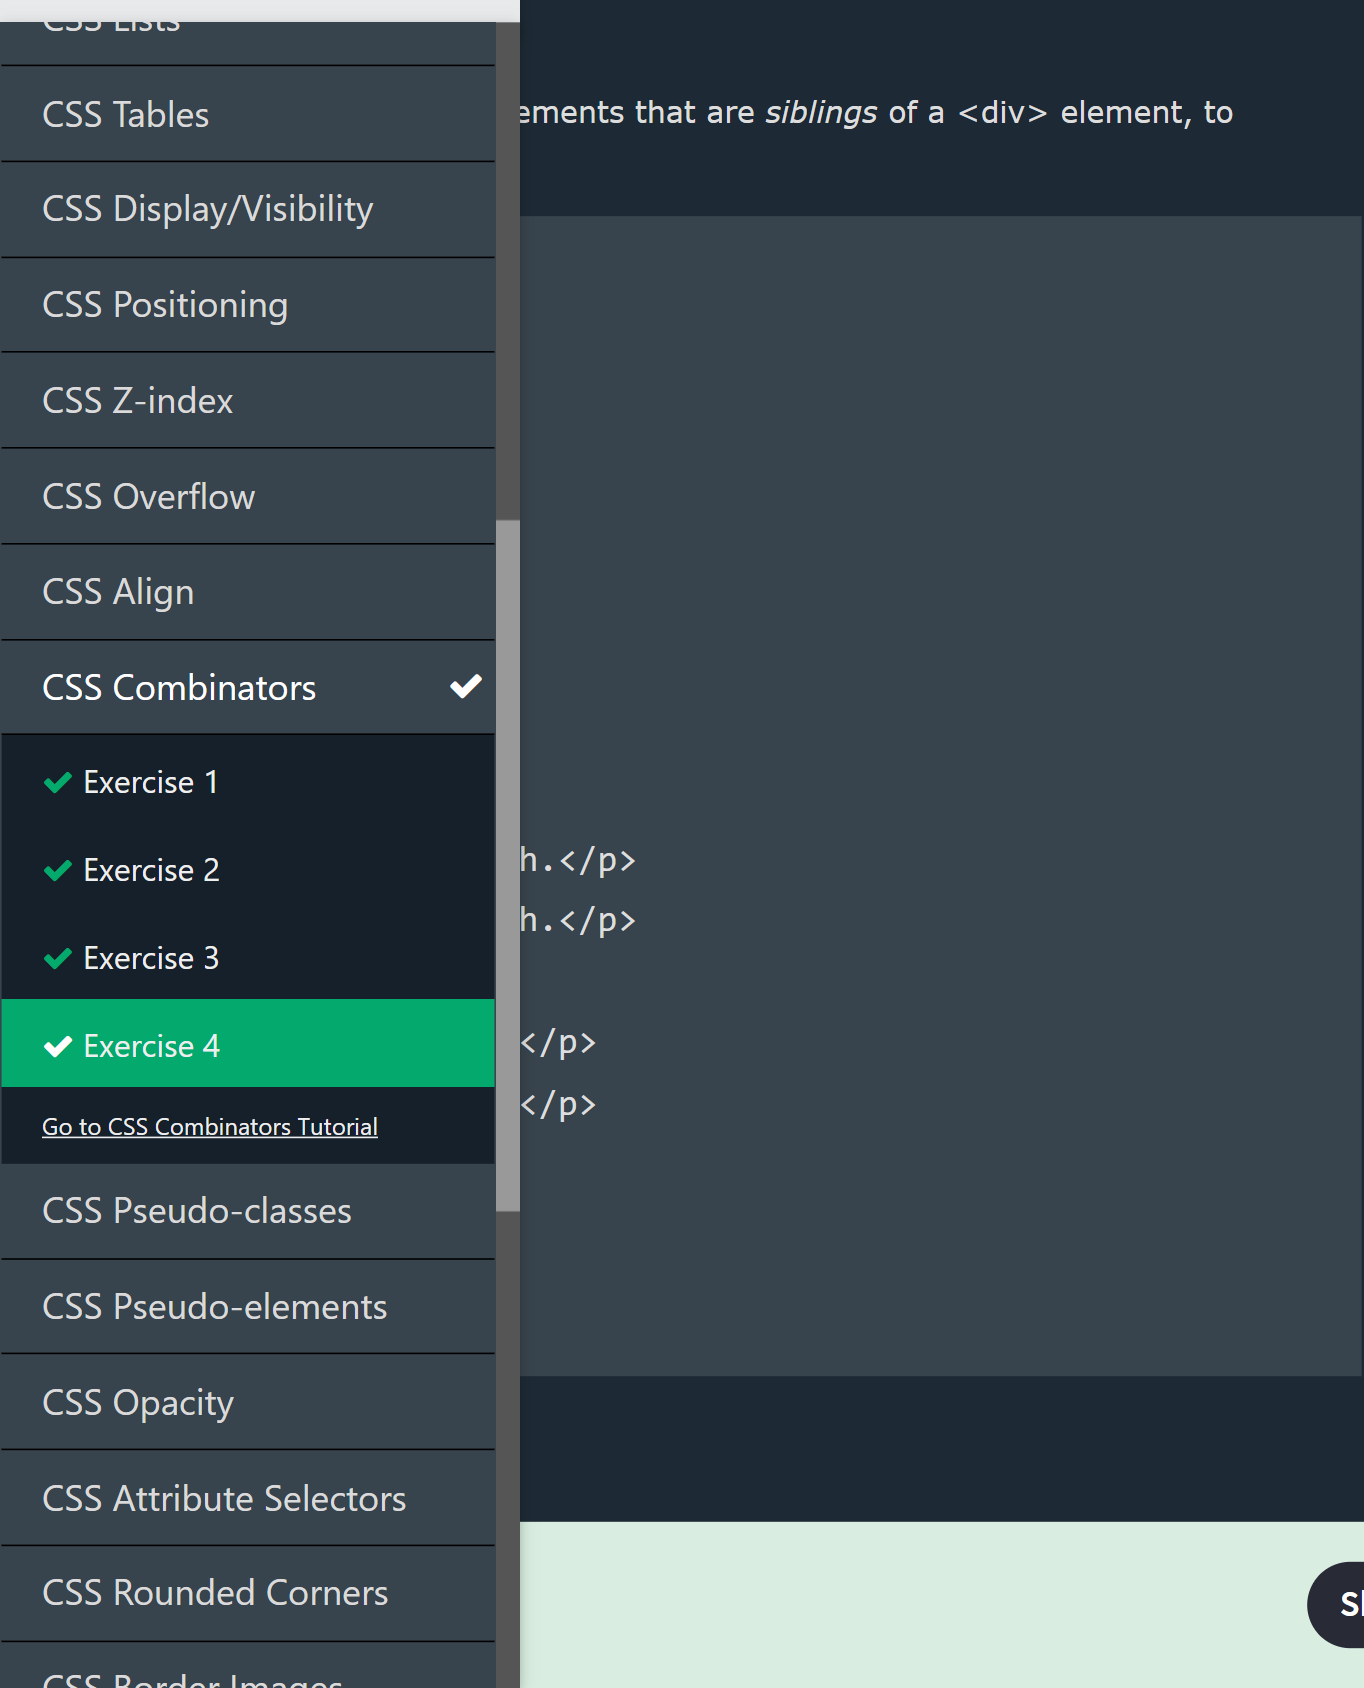 CSS Lists
CSS Tables
CSS Display/Visibility
CSS Positioning
CSS Z-index
CSS Overflow
CSS Align
CSS Combinators
Exercise 1
Exercise 2
Exercise 3
Exercise 4
Go to CSS Combinators Tutorial
CSS Pseudo-classes
CSS Pseudo-elements
CSS Opacity
CSS Attribute Selectors
CSS Rounded Corners
CSS Border Images
ements that are siblings of a <div> element, to
h.</p>
h.</p>
</p>
</p>